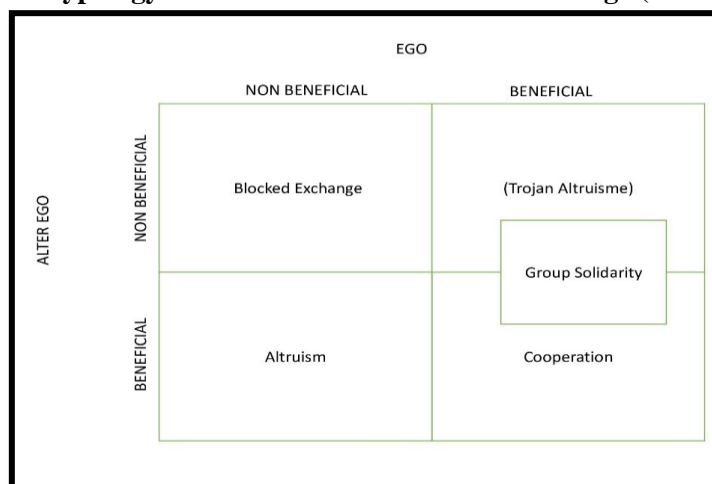 EGO
NON BENEFICIAL BENEFICIAL
NON BENEFICIAL
Blocked Exchange (Trojan Altruisme)
ALTER EGO
Group Solidarity
BENEFICIAL
Altruism Cooperation